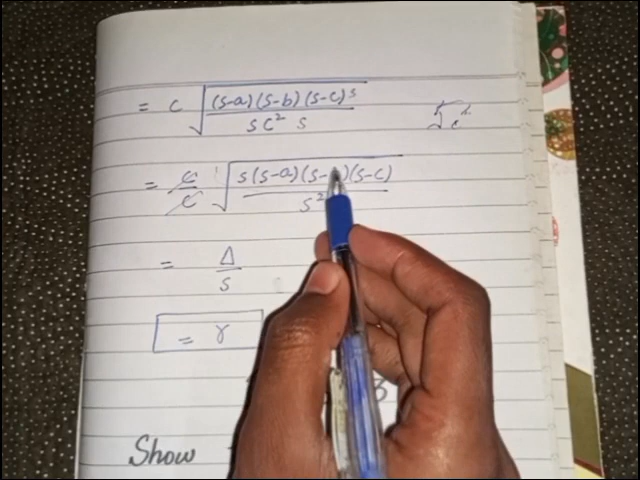 = c √(s-a)(s-b)(s-c)s / sc² s
= c/c √s(s-a)(s- )(s-c) / s²
= Δ/s
= r
Show